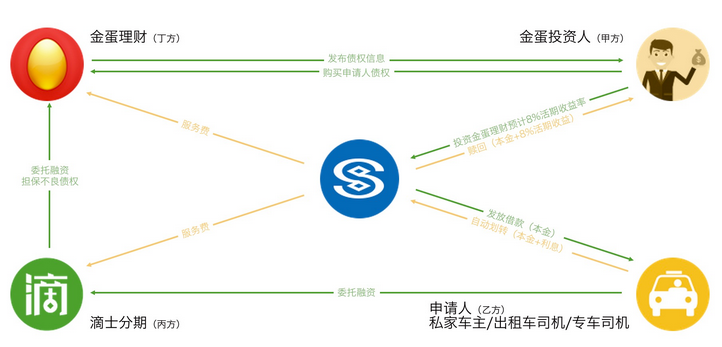 金蛋理财（丁方）
金蛋投资人（甲方）
发布债权信息
购买申请人债权
服务费
投资金蛋理财预计8%活期收益率
赎回（本金+8%活期收益）
委托融资
担保不良债权
服务费
发放借款（本金）
自动划转（本金+利息）
滴
委托融资
滴士分期（丙方）
申请人（乙方）
私家车主/出租车司机/专车司机